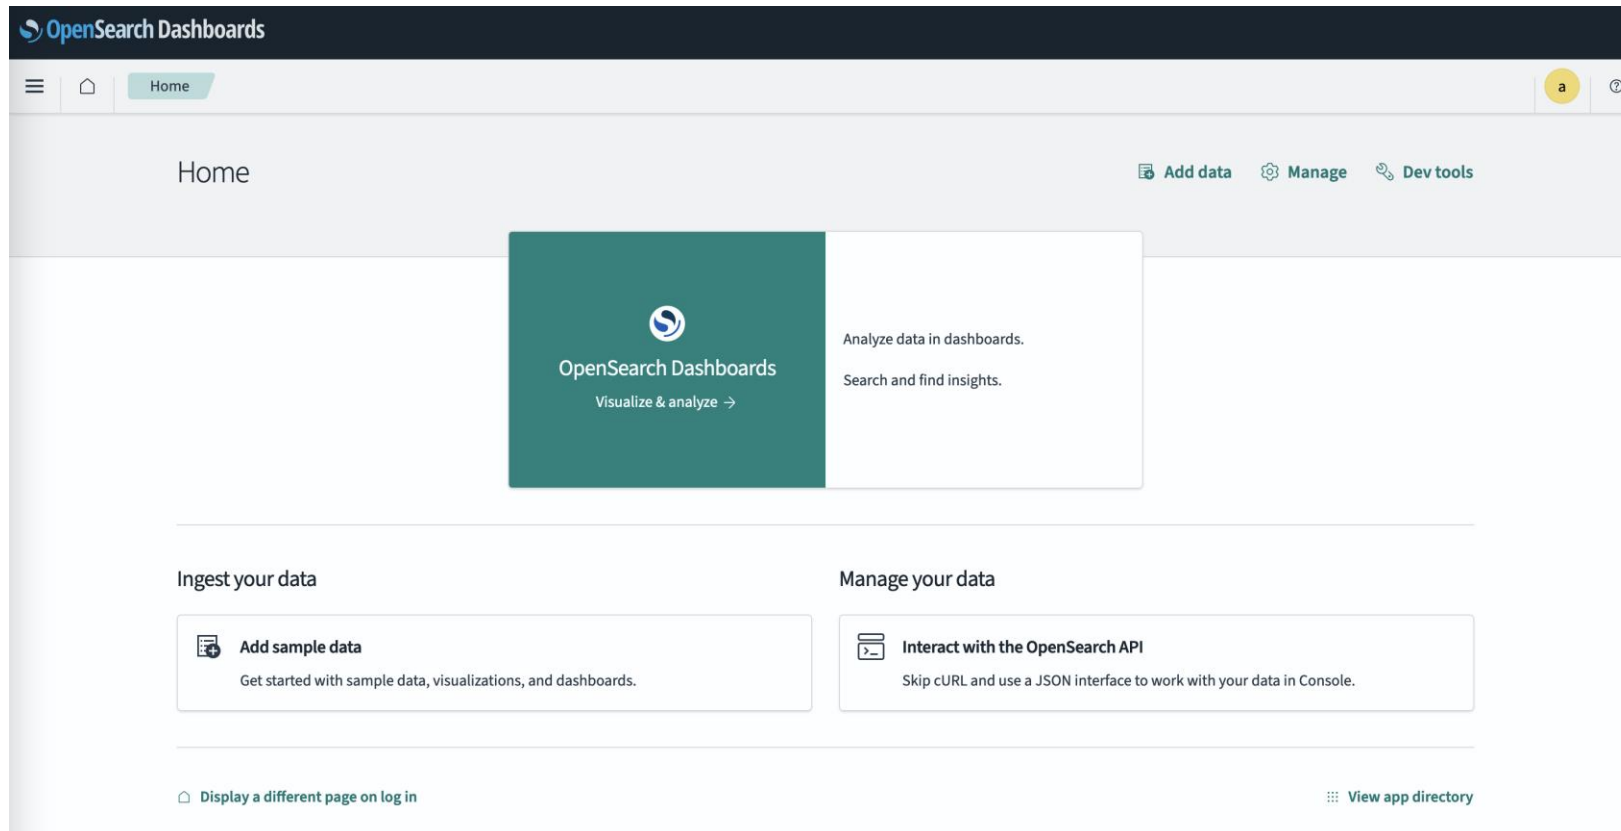 OpenSearch Dashboards
Home
a
Home
Add data
Manage
Dev tools
OpenSearch Dashboards
Visualize & analyze →
Analyze data in dashboards.
Search and find insights.
Ingest your data
Manage your data
Add sample data
Get started with sample data, visualizations, and dashboards.
Interact with the OpenSearch API
Skip cURL and use a JSON interface to work with your data in Console.
Display a different page on log in
View app directory